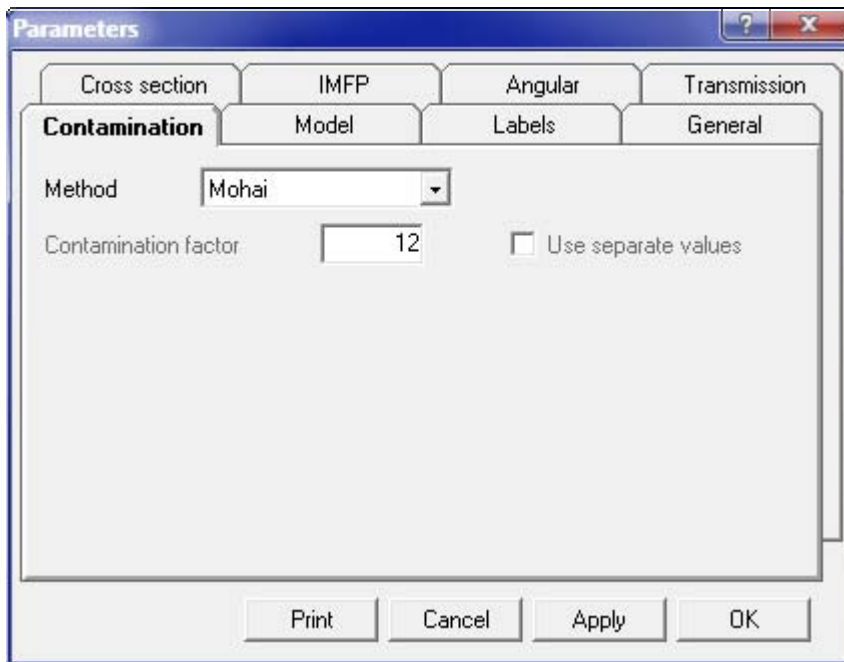 Parameters
Cross section IMFP Angular Transmission
Contamination Model Labels General
Method Mohai
Contamination factor 12 Use separate values
Print Cancel Apply OK